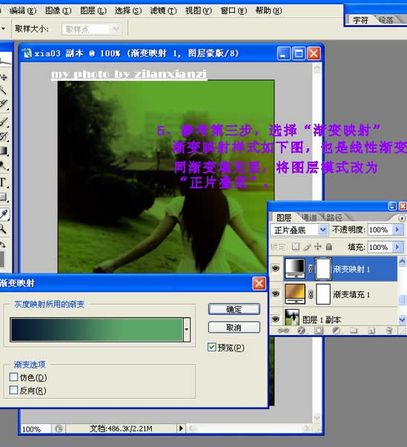 编辑(E) 图像(I) 图层(L) 选择(S) 滤镜(T) 视图(V) 窗口(W) 帮助(H)
取样大小: 取样点
字符 段落
xia03 副本 @ 100% (渐变映射 1, 图层蒙版/8)
my photo by zilanxianzi
5、参考第三步，选择“渐变映射”
渐变映射样式如下图，也是线性渐变
同渐变填充里，将图层模式改为
“正片叠底”。
图层 通道 路径
正片叠底 不透明度: 100%
锁定: 填充: 100%
渐变映射 1
渐变填充 1
图层 1 副本
渐变映射
灰度映射所用的渐变
确定
取消
预览(P)
渐变选项
仿色(D)
反向(R)
100% 文档:486.3K/2.21M